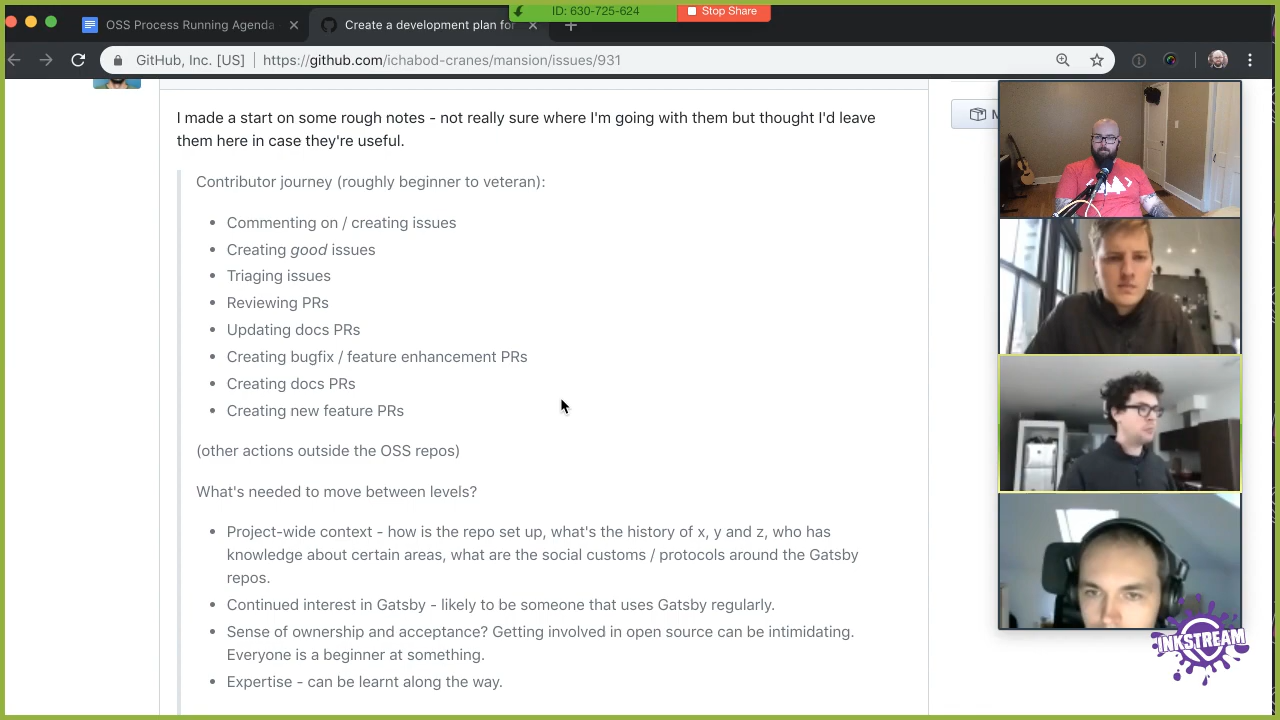 ID: 630-725-624
Stop Share
OSS Process Running Agenda
Create a development plan for
GitHub, Inc. [US]
https://github.com/ichabod-cranes/mansion/issues/931
I made a start on some rough notes - not really sure where I'm going with them but thought I'd leave
them here in case they're useful.
M
Contributor journey (roughly beginner to veteran):
Commenting on / creating issues
Creating good issues
Triaging issues
Reviewing PRs
Updating docs PRs
Creating bugfix / feature enhancement PRs
Creating docs PRs
Creating new feature PRs
(other actions outside the OSS repos)
What's needed to move between levels?
Project-wide context - how is the repo set up, what's the history of x, y and z, who has
knowledge about certain areas, what are the social customs / protocols around the Gatsby
repos.
Continued interest in Gatsby - likely to be someone that uses Gatsby regularly.
Sense of ownership and acceptance? Getting involved in open source can be intimidating.
Everyone is a beginner at something.
Expertise - can be learnt along the way.
INKSTREAM